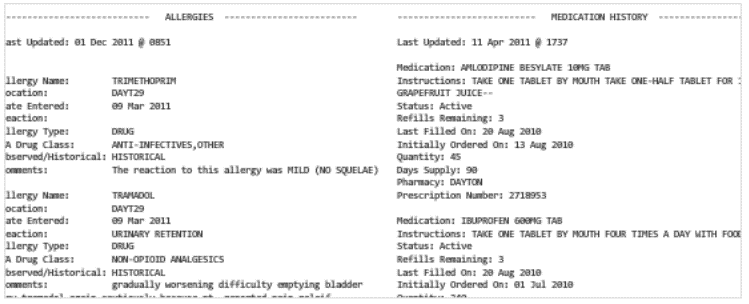 ---------------------------- ALLERGIES --------------------------
ast Updated: 01 Dec 2011 @ 0851
llergy Name: TRIMETHOPRIM
ocation: DAYT29
ate Entered: 09 Mar 2011
eaction:
llergy Type: DRUG
A Drug Class: ANTI-INFECTIVES,OTHER
bserved/Historical: HISTORICAL
omments: The reaction to this allergy was MILD (NO SQUELAE)
llergy Name: TRAMADOL
ocation: DAYT29
ate Entered: 09 Mar 2011
eaction: URINARY RETENTION
llergy Type: DRUG
A Drug Class: NON-OPIOID ANALGESICS
bserved/Historical: HISTORICAL
omments: gradually worsening difficulty emptying bladder
--------------------------- MEDICATION HISTORY ----------------
Last Updated: 11 Apr 2011 @ 1737
Medication: AMLODIPINE BESYLATE 10MG TAB
Instructions: TAKE ONE TABLET BY MOUTH TAKE ONE-HALF TABLET FOR
GRAPEFRUIT JUICE--
Status: Active
Refills Remaining: 3
Last Filled On: 20 Aug 2010
Initially Ordered On: 13 Aug 2010
Quantity: 45
Days Supply: 90
Pharmacy: DAYTON
Prescription Number: 2718953
Medication: IBUPROFEN 600MG TAB
Instructions: TAKE ONE TABLET BY MOUTH FOUR TIMES A DAY WITH FOOD
Status: Active
Refills Remaining: 3
Last Filled On: 20 Aug 2010
Initially Ordered On: 01 Jul 2010